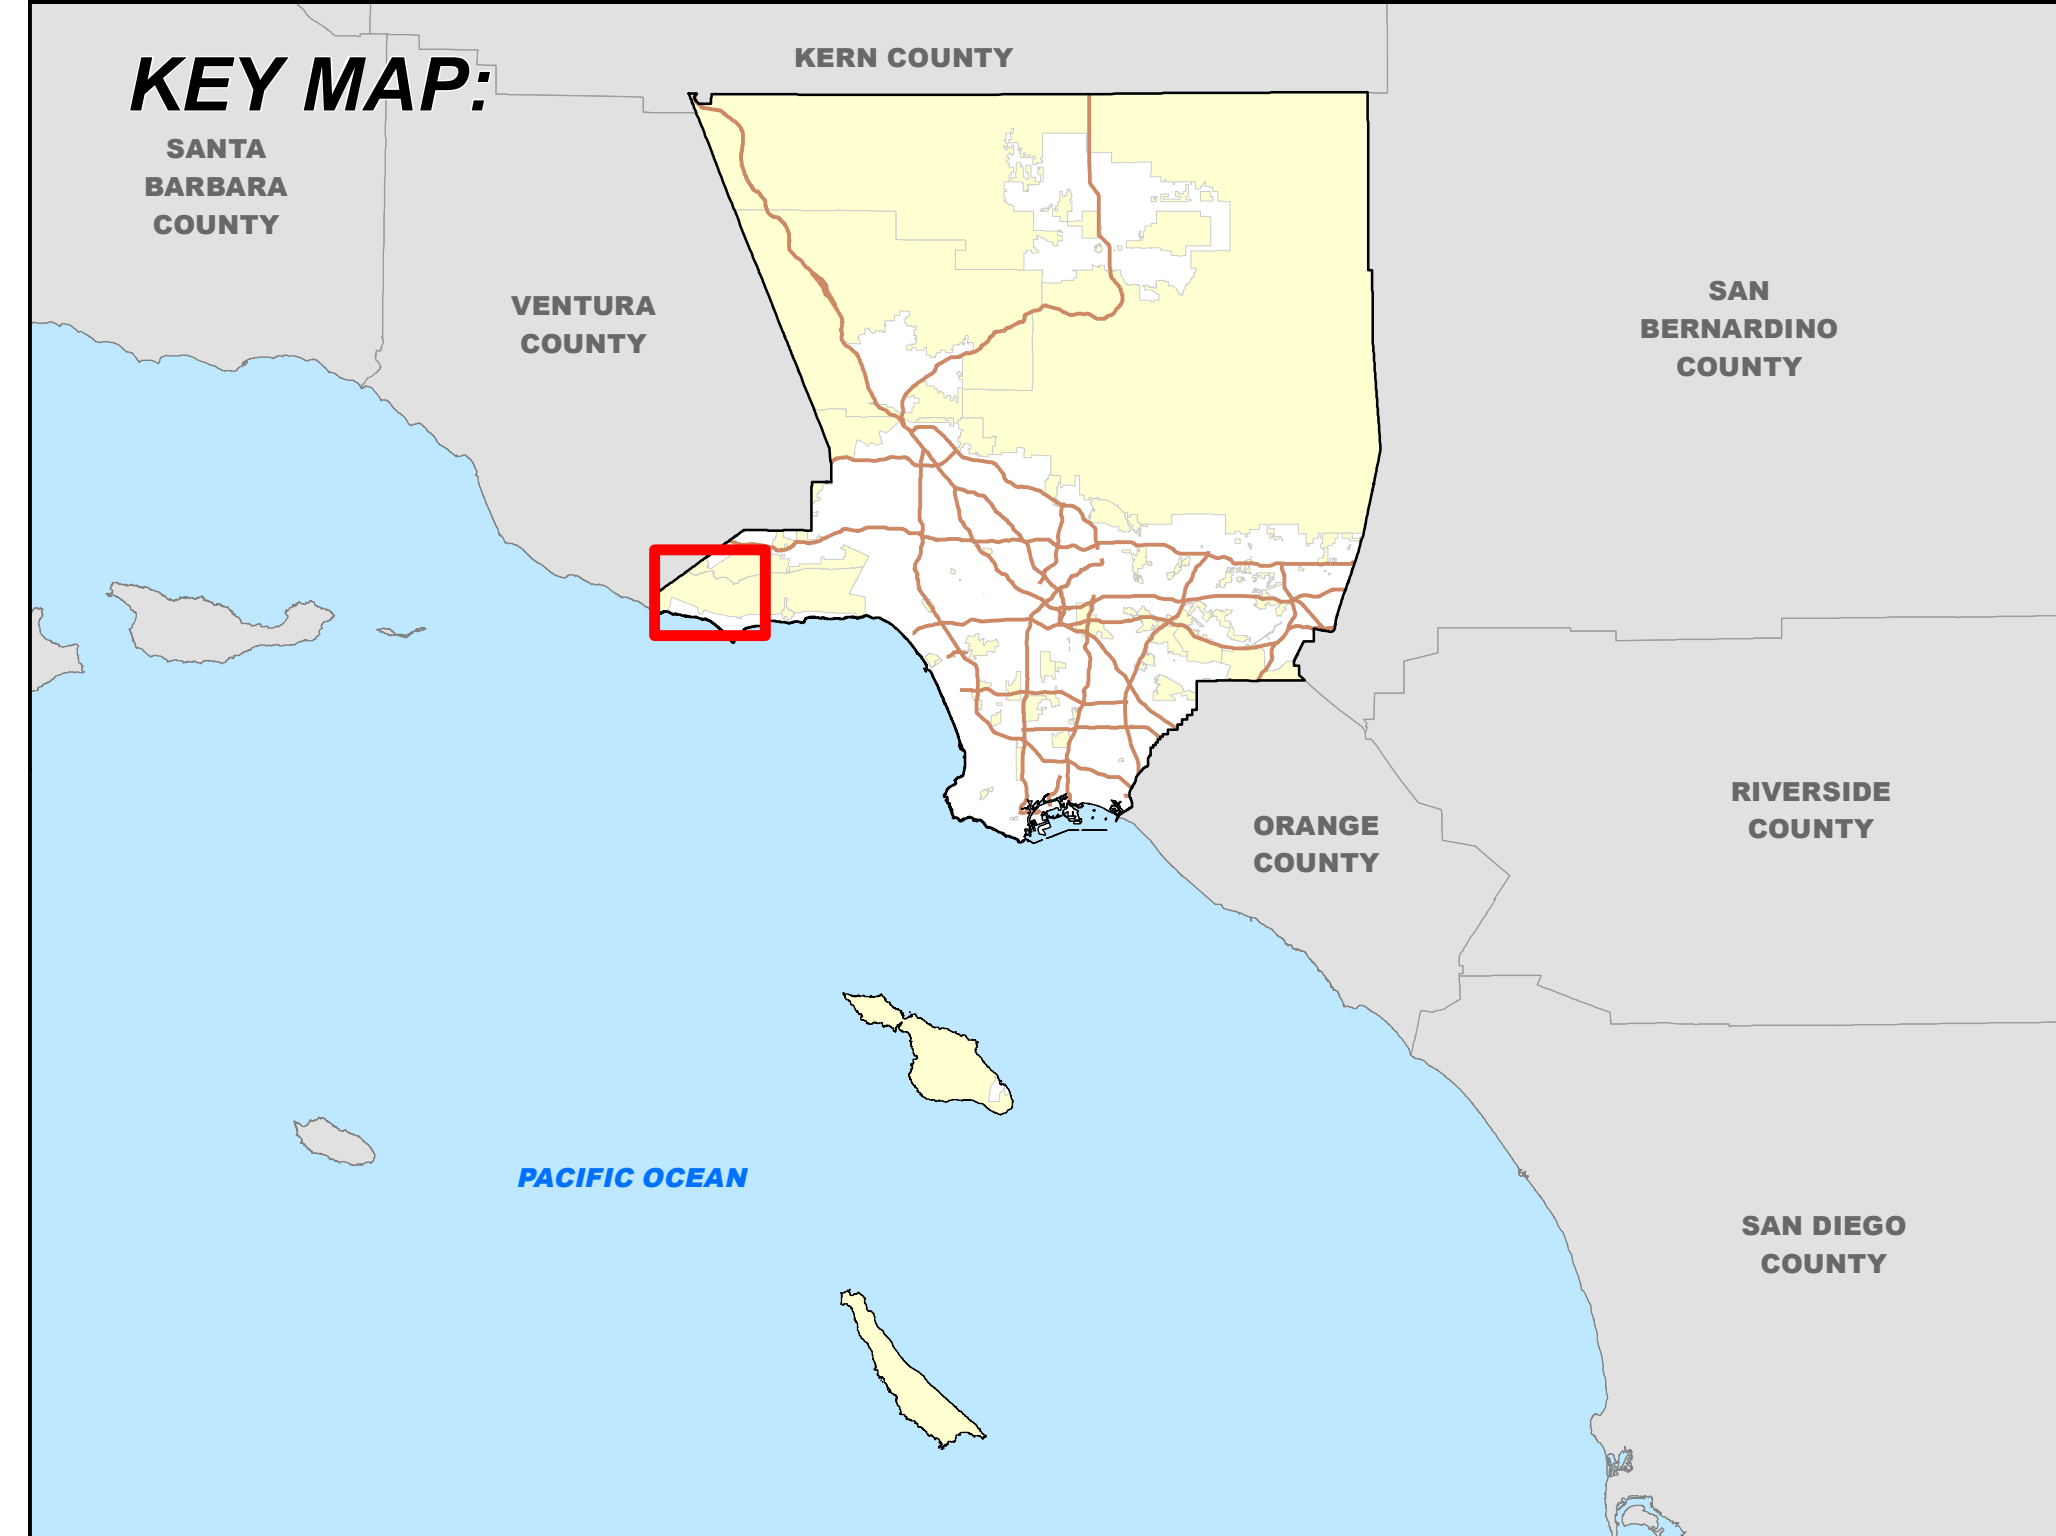 KEY MAP:
KERN COUNTY
SANTA
BARBARA
COUNTY
VENTURA
COUNTY
SAN
BERNARDINO
COUNTY
RIVERSIDE
COUNTY
ORANGE
COUNTY
PACIFIC OCEAN
SAN DIEGO
COUNTY